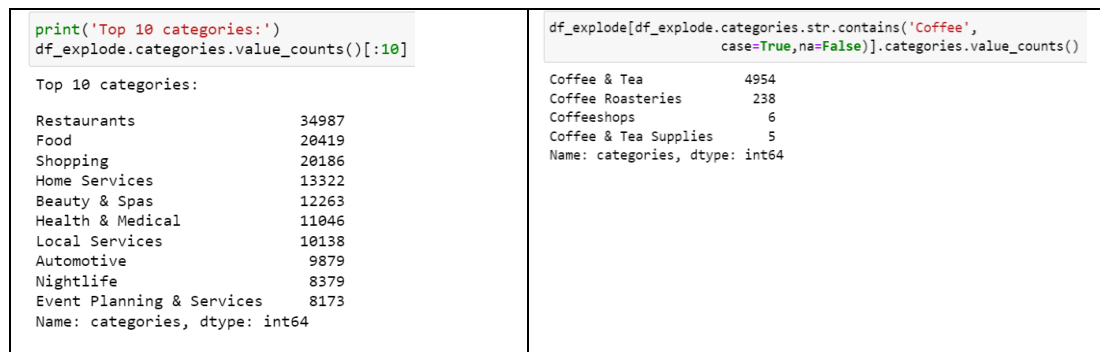 print('Top 10 categories:')
df_explode.categories.value_counts()[:10]
Top 10 categories:
Restaurants 34987
Food 20419
Shopping 20186
Home Services 13322
Beauty & Spas 12263
Health & Medical 11046
Local Services 10138
Automotive 9879
Nightlife 8379
Event Planning & Services 8173
Name: categories, dtype: int64
df_explode[df_explode.categories.str.contains('Coffee',
case=True,na=False)].categories.value_counts()
Coffee & Tea 4954
Coffee Roasteries 238
Coffeeshops 6
Coffee & Tea Supplies 5
Name: categories, dtype: int64